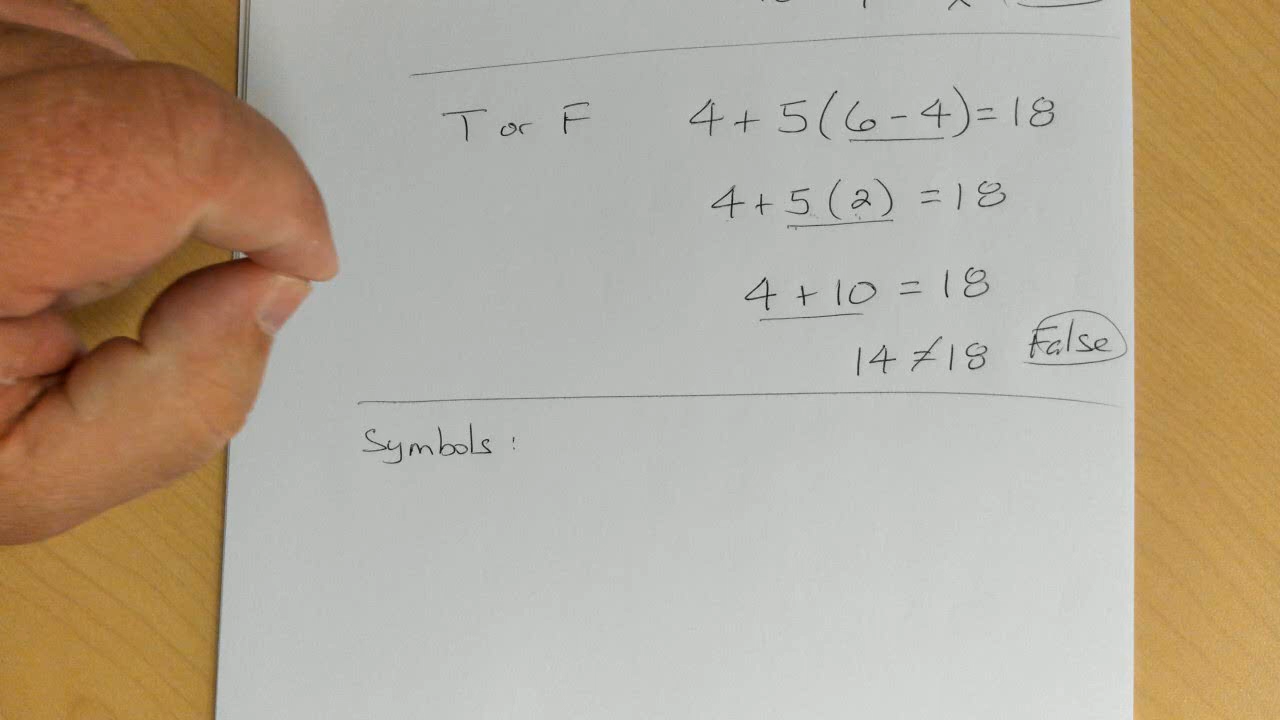 T or F 4 + 5 (6 - 4) = 18
4 + 5 (2) = 18
4 + 10 = 18
14 ≠ 18 False
Symbols :